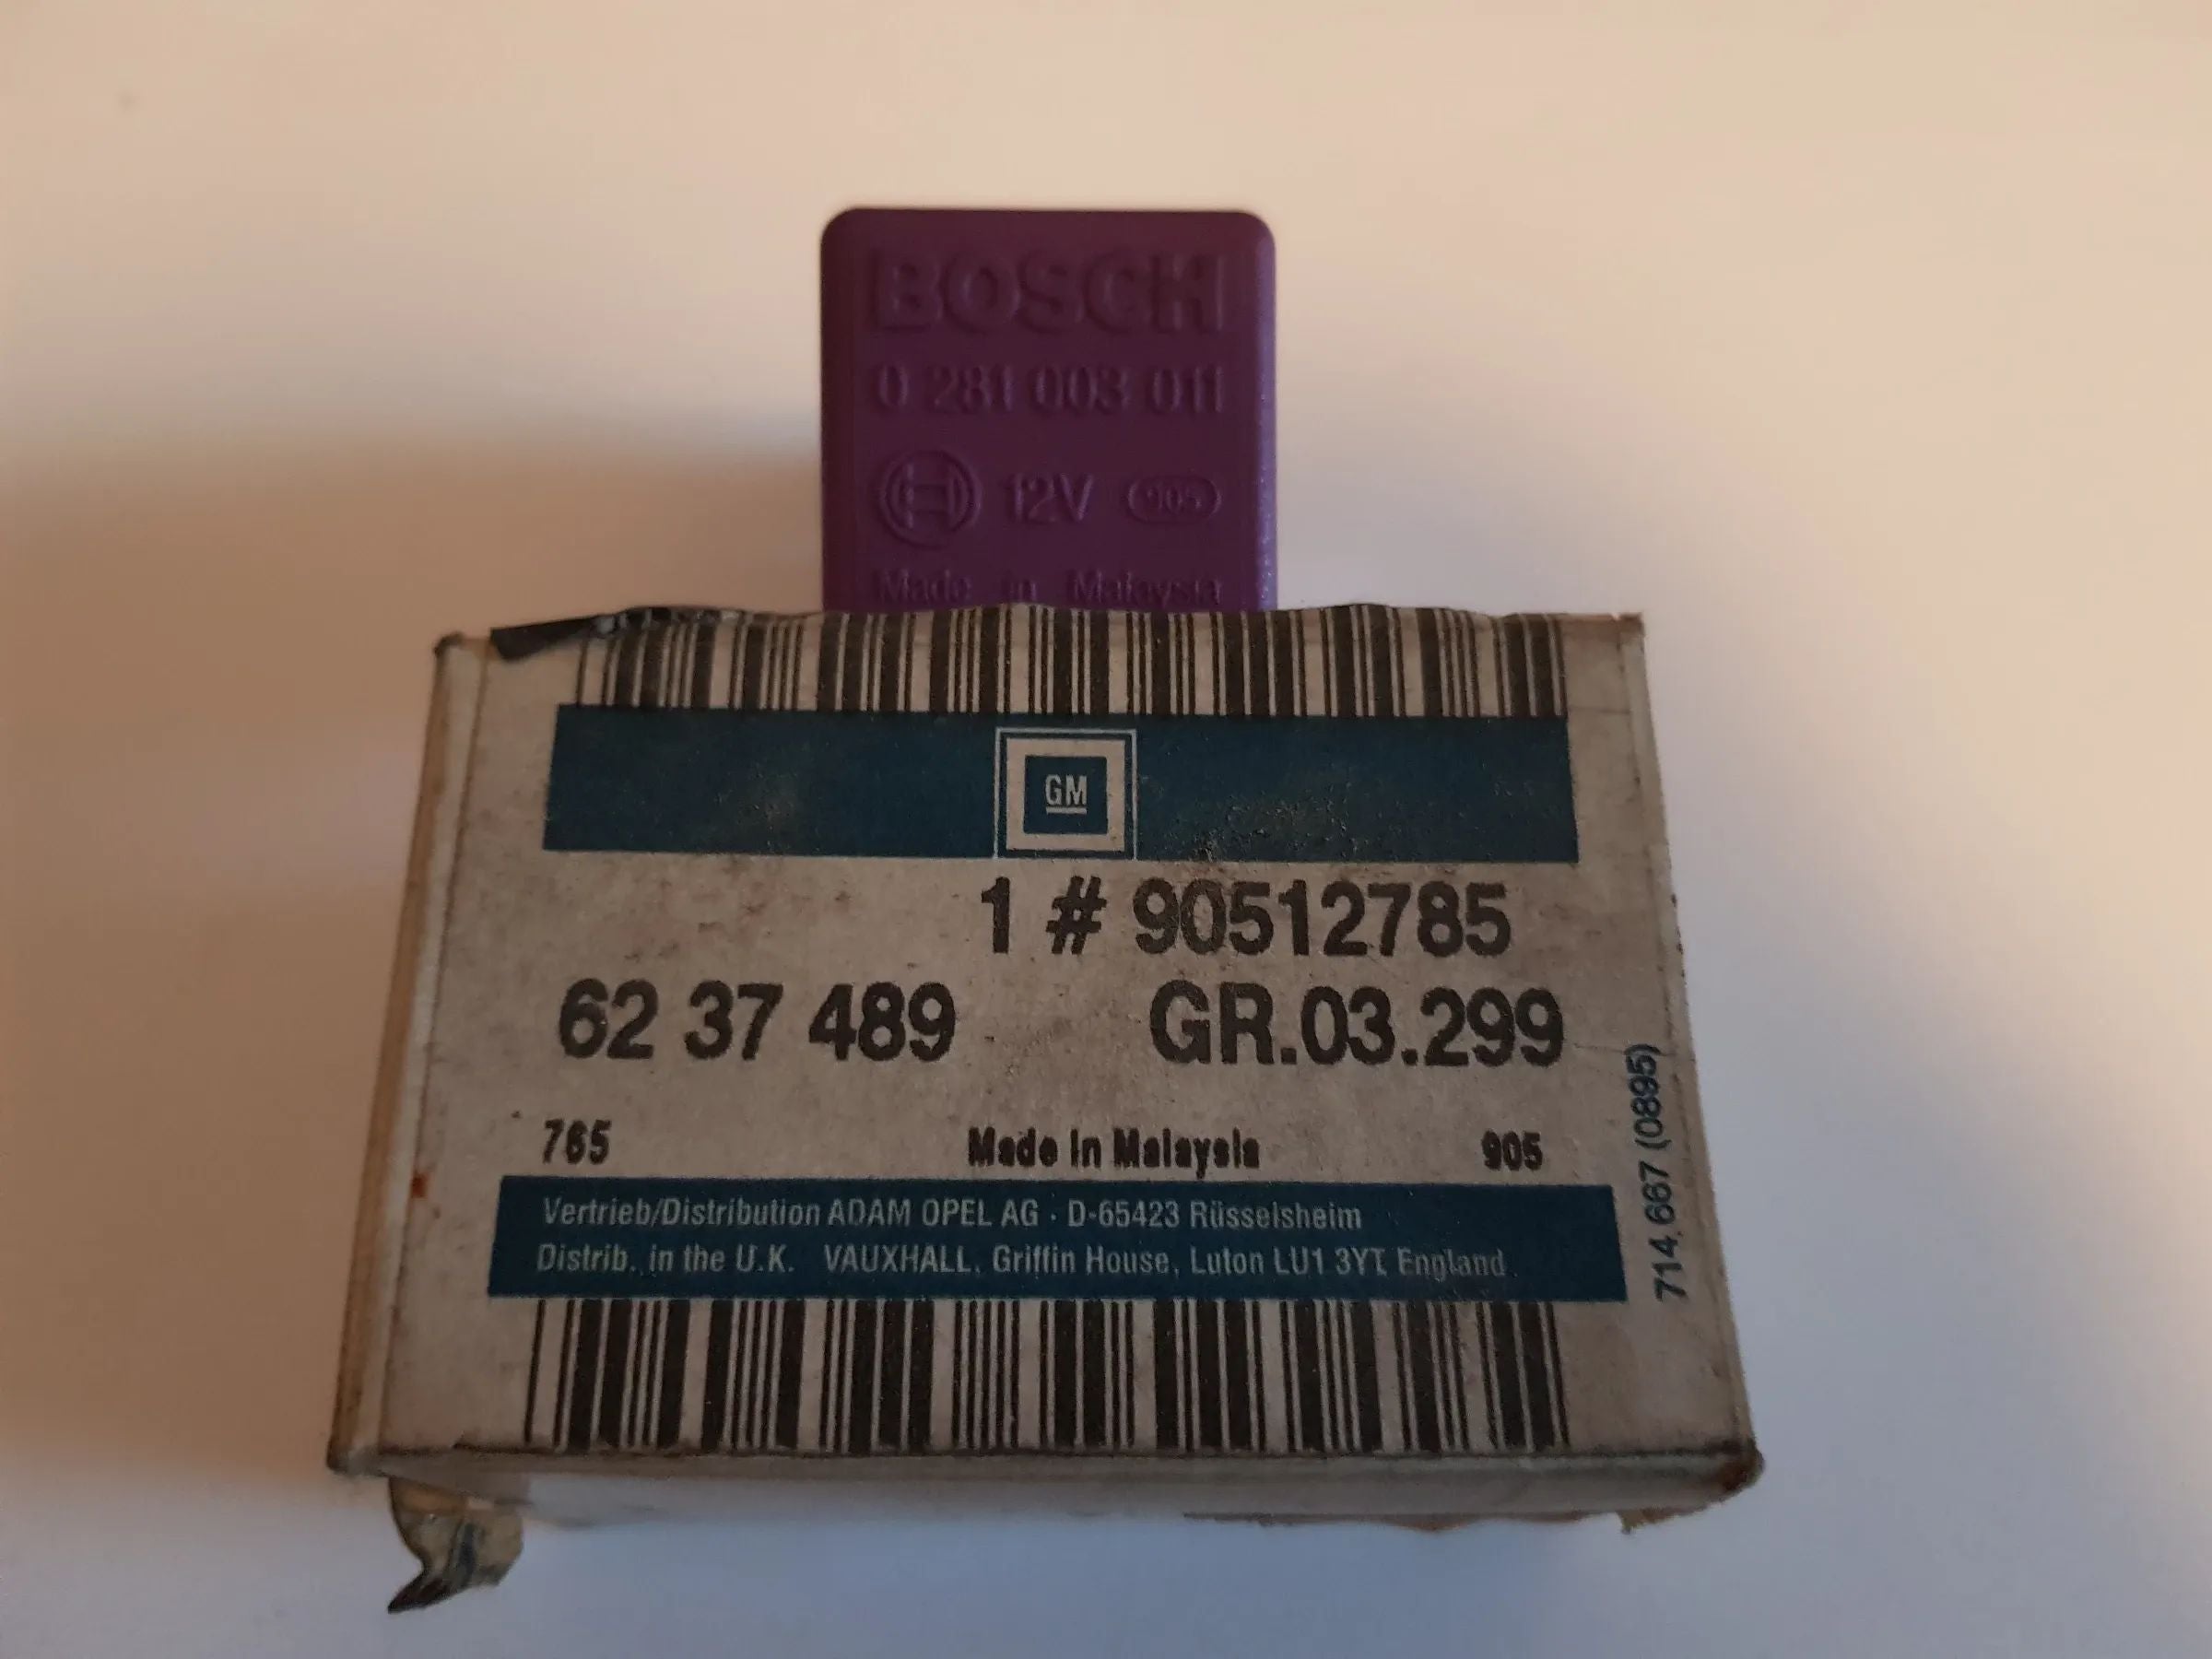 BOSCH
0 281 003 011
12V 905
Made in Malaysia
GM
1 # 90512785
62 37 489 GR.03.299
765 Made in Malaysia 905
Vertrieb/Distribution ADAM OPEL AG · D-65423 Rüsselsheim
Distrib. in the U.K. VAUXHALL, Griffin House, Luton LU1 3YT, England
714 667 (0895)